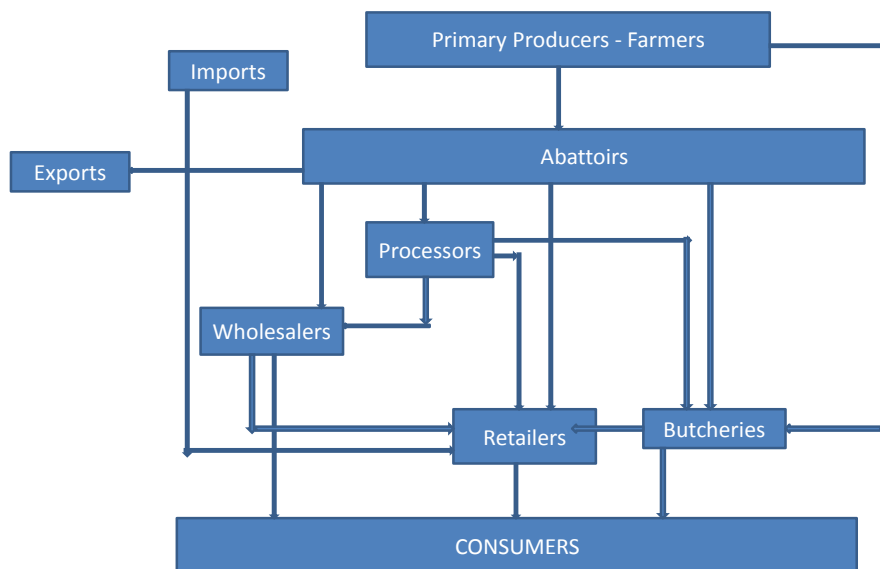 Primary Producers - Farmers
Imports
Abattoirs
Exports
Processors
Wholesalers
Retailers
Butcheries
CONSUMERS